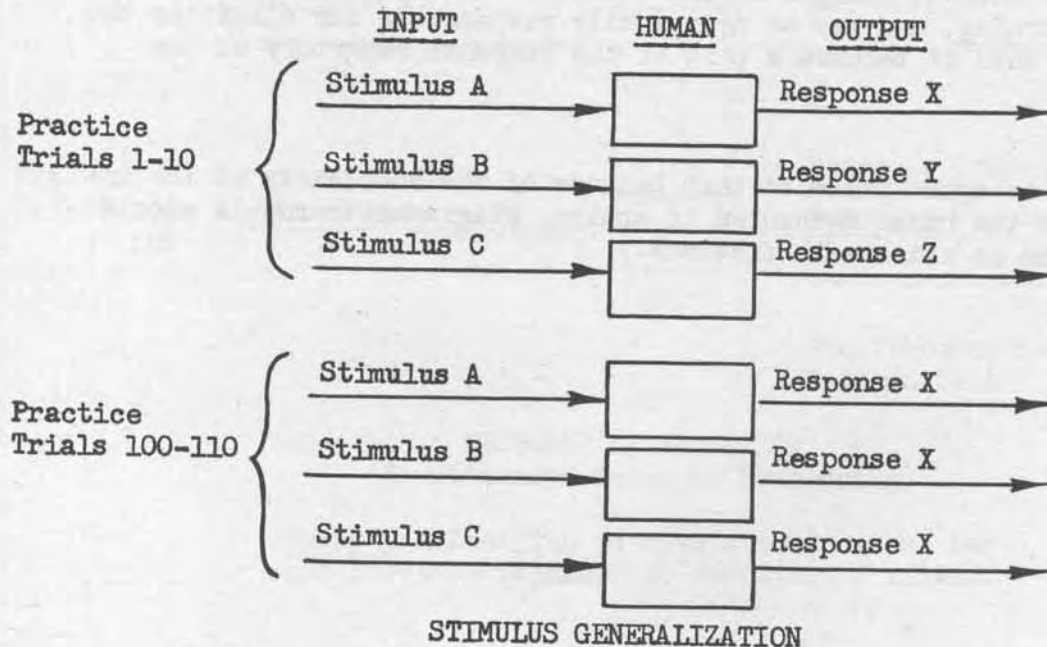 INPUT HUMAN OUTPUT
Stimulus A Response X
Practice
Trials 1-10
Stimulus B Response Y
Stimulus C Response Z
Stimulus A Response X
Practice
Trials 100-110
Stimulus B Response X
Stimulus C Response X
STIMULUS GENERALIZATION